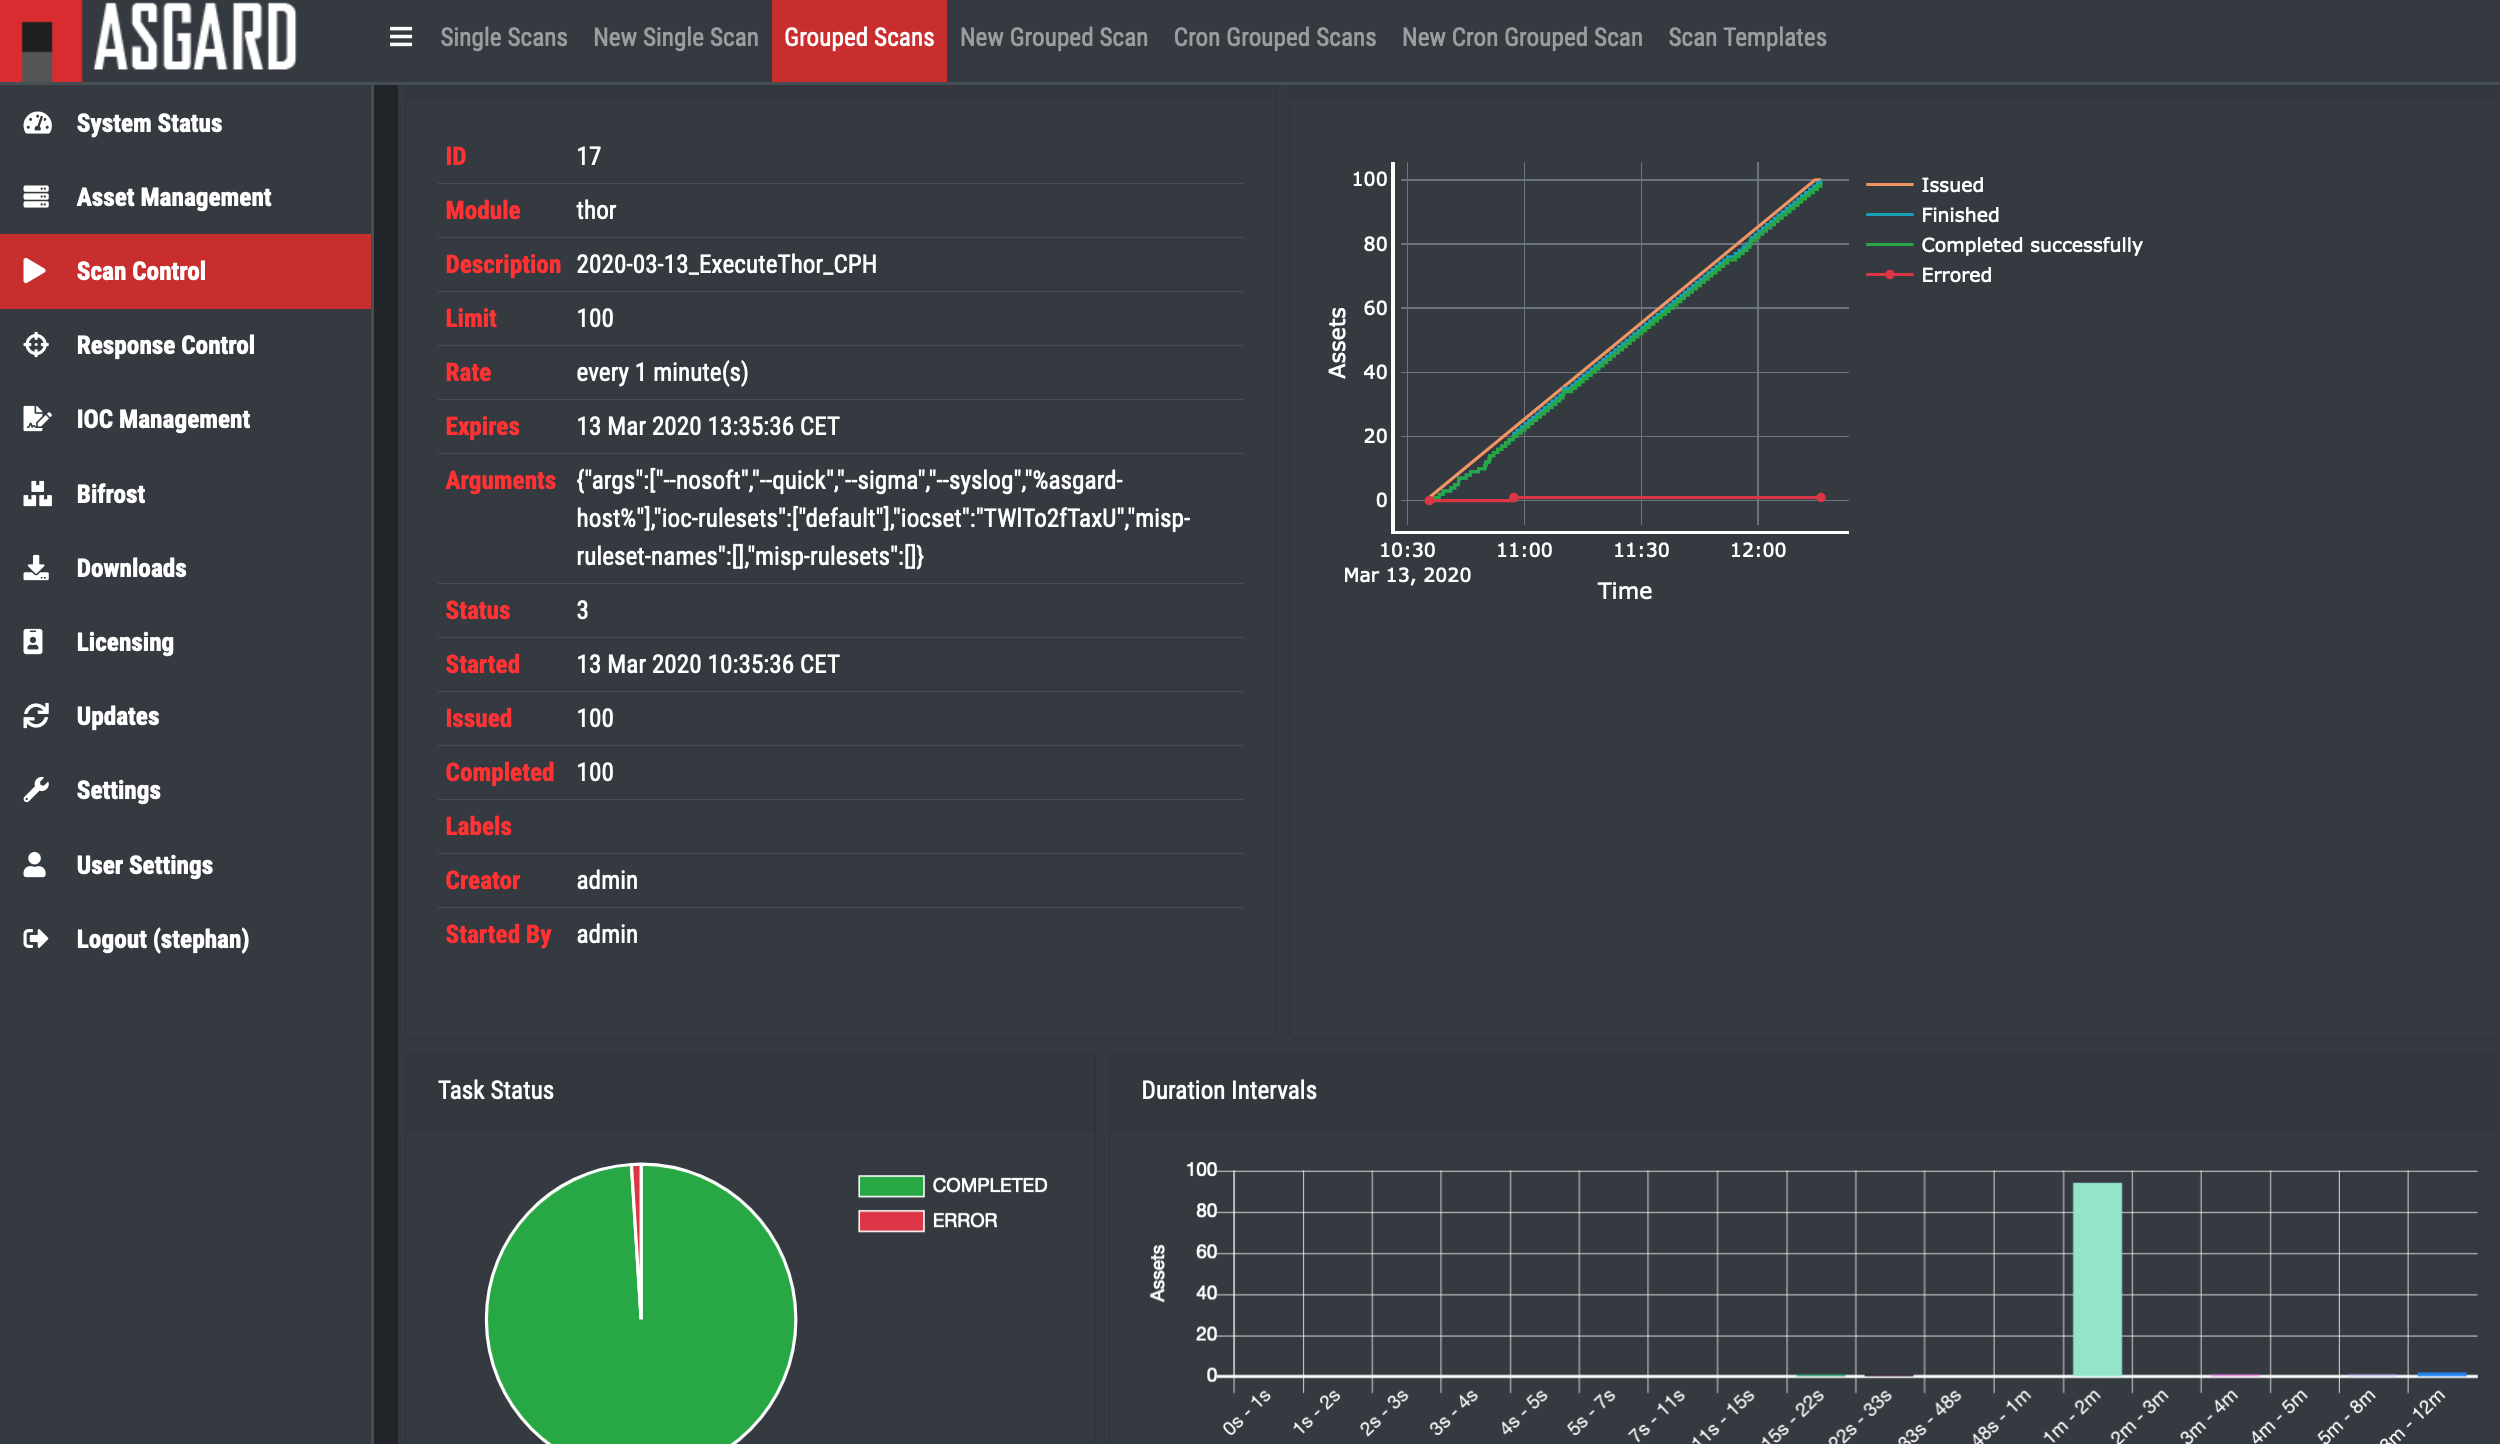 ASGARD
Single Scans
New Single Scan
Grouped Scans
New Grouped Scan
Cron Grouped Scans
New Cron Grouped Scan
Scan Templates
System Status
Asset Management
Scan Control
Response Control
IOC Management
Bifrost
Downloads
Licensing
Updates
Settings
User Settings
Logout (stephan)
ID 17
Module thor
Description 2020-03-13_ExecuteThor_CPH
Limit 100
Rate every 1 minute(s)
Expires 13 Mar 2020 13:35:36 CET
Arguments {"args":["--nosoft","--quick","--sigma","--syslog","%asgard-
host%"],"ioc-rulesets":["default"],"iocset":"TWlTo2fTaxU","misp-
ruleset-names":[],"misp-rulesets":[]}
Status 3
Started 13 Mar 2020 10:35:36 CET
Issued 100
Completed 100
Labels
Creator admin
Started By admin
100
80
60
40
20
0
Assets
10:30
11:00
11:30
12:00
Mar 13, 2020
Time
Issued
Finished
Completed successfully
Errored
Task Status
COMPLETED
ERROR
Duration Intervals
100
80
60
40
20
0
Assets
0s - 1s
1s - 2s
2s - 3s
3s - 4s
4s - 5s
5s - 7s
7s - 11s
11s - 15s
15s - 22s
22s - 33s
33s - 48s
48s - 1m
1m - 2m
2m - 3m
3m - 4m
4m - 5m
5m - 8m
- 12m